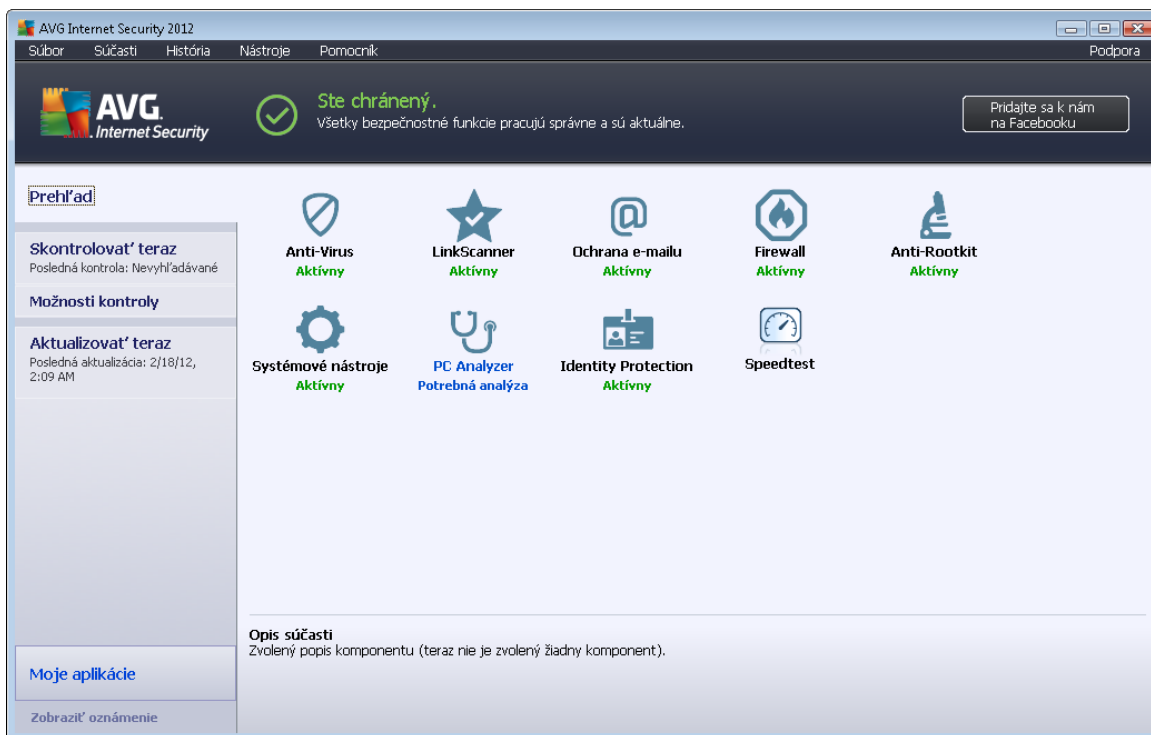 AVG Internet Security 2012
Súbor Súčasti História Nástroje Pomocník Podpora
AVG.
Internet Security
Ste chránený.
Všetky bezpečnostné funkcie pracujú správne a sú aktuálne.
Pridajte sa k nám
na Facebooku
Prehľad
Skontrolovať teraz
Posledná kontrola: Nevyhľadávané
Možnosti kontroly
Aktualizovať teraz
Posledná aktualizácia: 2/18/12,
2:09 AM
Anti-Virus
Aktívny
LinkScanner
Aktívny
Ochrana e-mailu
Aktívny
Firewall
Aktívny
Anti-Rootkit
Aktívny
Systémové nástroje
Aktívny
PC Analyzer
Potrebná analýza
Identity Protection
Aktívny
Speedtest
Opis súčasti
Zvolený popis komponentu (teraz nie je zvolený žiadny komponent).
Moje aplikácie
Zobraziť oznámenie